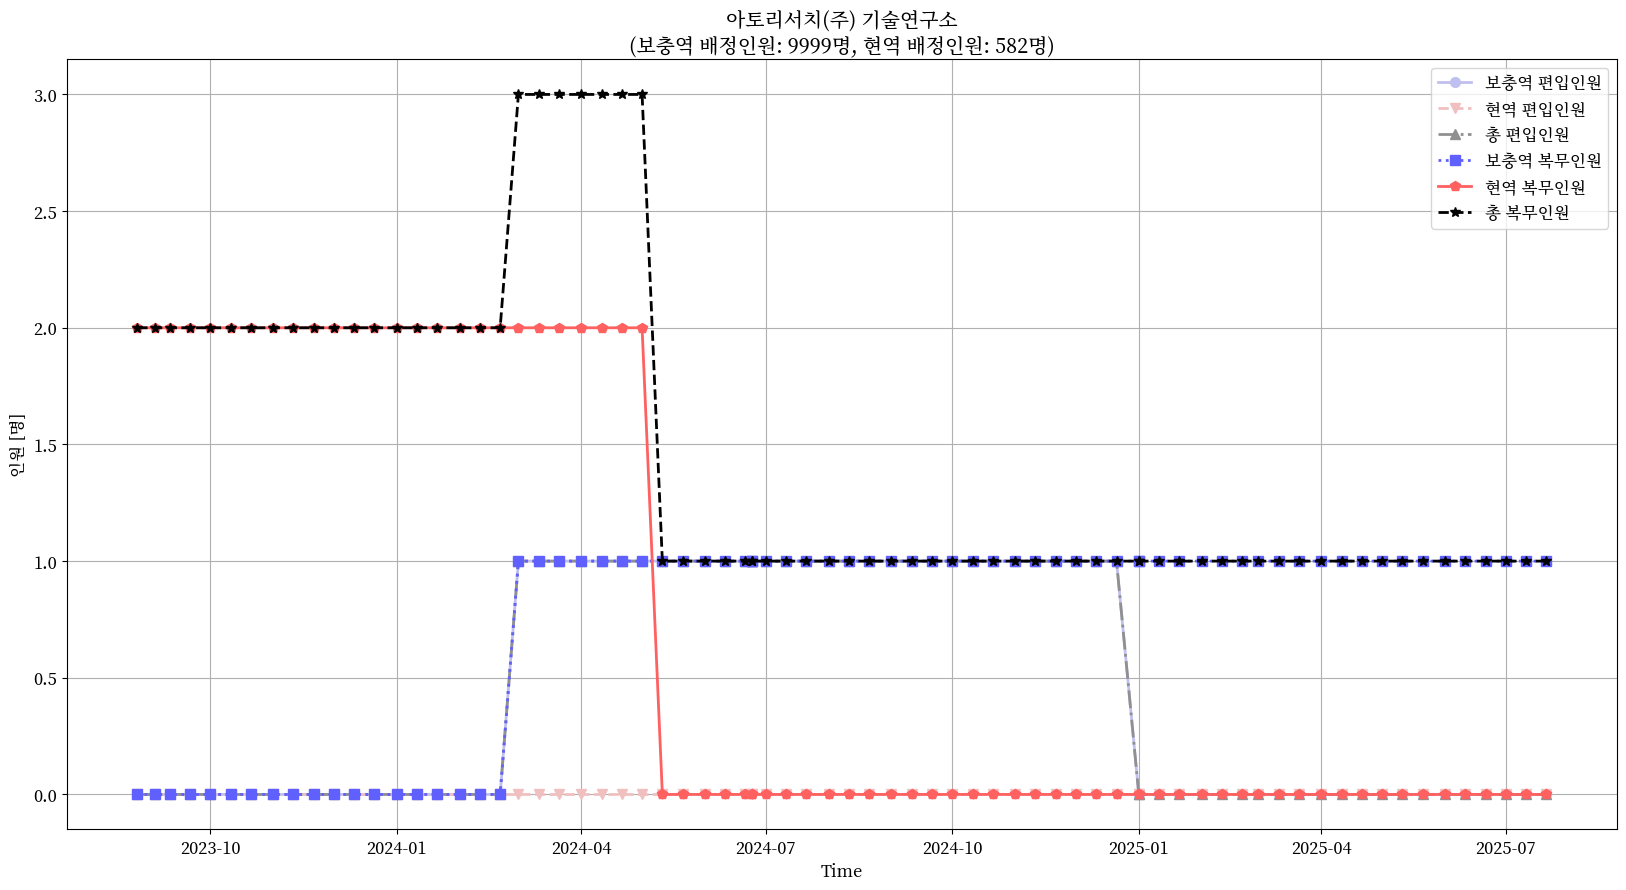 아토리서치(주) 기술연구소
(보충역 배정인원: 9999명, 현역 배정인원: 582명)
보충역 편입인원
현역 편입인원
총 편입인원
보충역 복무인원
현역 복무인원
총 복무인원
인원 [명]
3.0
2.5
2.0
1.5
1.0
0.5
0.0
2023-10 2024-01 2024-04 2024-07 2024-10 2025-01 2025-04 2025-07
Time